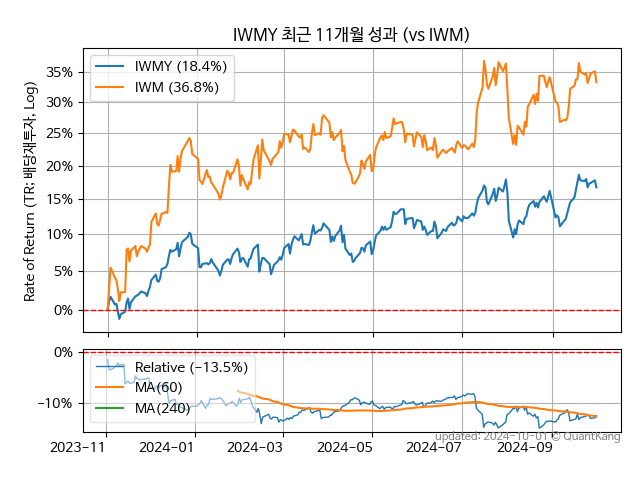 IWMY 최근 11개월 성과 (vs IWM)
Rate of Return (TR: 배당재투자, Log)
IWMY (18.4%)
IWM (36.8%)
35%
30%
25%
20%
15%
10%
5%
0%
0%
−10%
Relative (−13.5%)
MA(60)
MA(240)
2023−11
2024−01
2024−03
2024−05
2024−07
2024−09
updated: 2024−10−01 © QuantKang